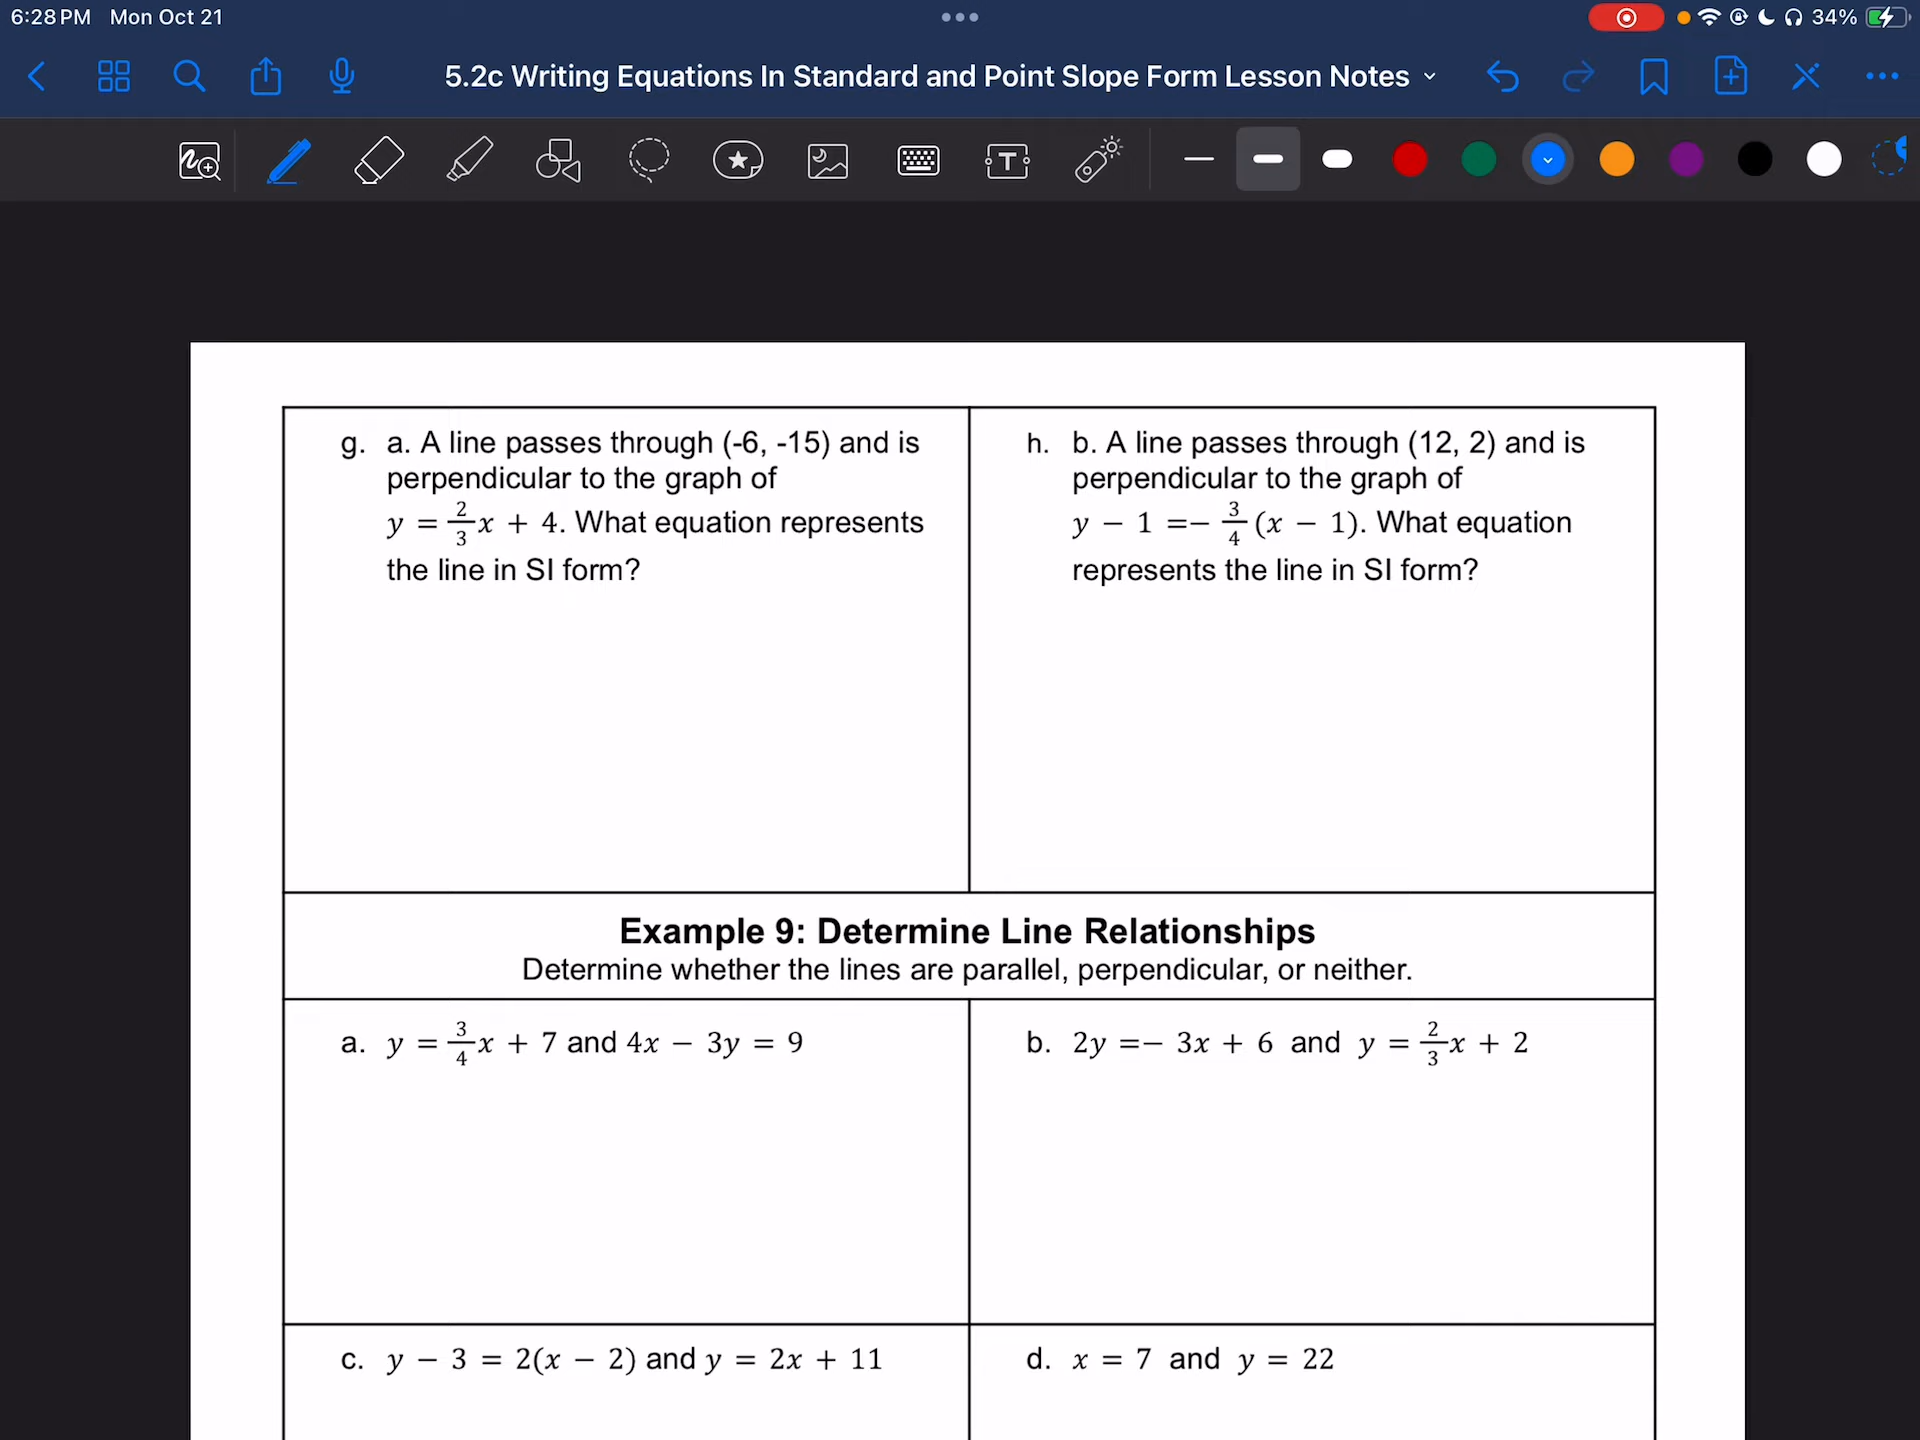 6:28 PM Mon Oct 21
34%
5.2c Writing Equations In Standard and Point Slope Form Lesson Notes
g. a. A line passes through (-6, -15) and is
perpendicular to the graph of
y = 2/3 x + 4. What equation represents
the line in SI form?
h. b. A line passes through (12, 2) and is
perpendicular to the graph of
y − 1 =− 3/4 (x − 1). What equation
represents the line in SI form?
Example 9: Determine Line Relationships
Determine whether the lines are parallel, perpendicular, or neither.
a. y = 3/4 x + 7 and 4x − 3y = 9
b. 2y =− 3x + 6 and y = 2/3 x + 2
c. y − 3 = 2(x − 2) and y = 2x + 11
d. x = 7 and y = 22